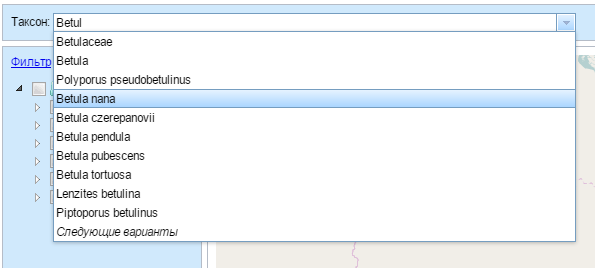 Таксон: Betul
Betulaceae
Фильтр Betula
Polyporus pseudobetulinus
Betula nana
Betula czerepanovii
Betula pendula
Betula pubescens
Betula tortuosa
Lenzites betulina
Piptoporus betulinus
Следующие варианты